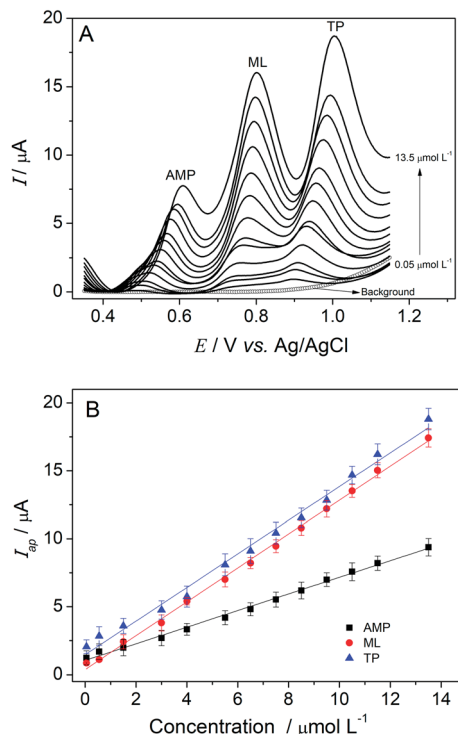 A
20
15
10
5
0
I / µA
AMP
ML
TP
13.5 µmol L⁻¹
0.05 µmol L⁻¹
Background
0.4 0.6 0.8 1.0 1.2
E / V vs. Ag/AgCl
B
20
15
10
5
0
I_ap / µA
AMP
ML
TP
0 2 4 6 8 10 12 14
Concentration / µmol L⁻¹